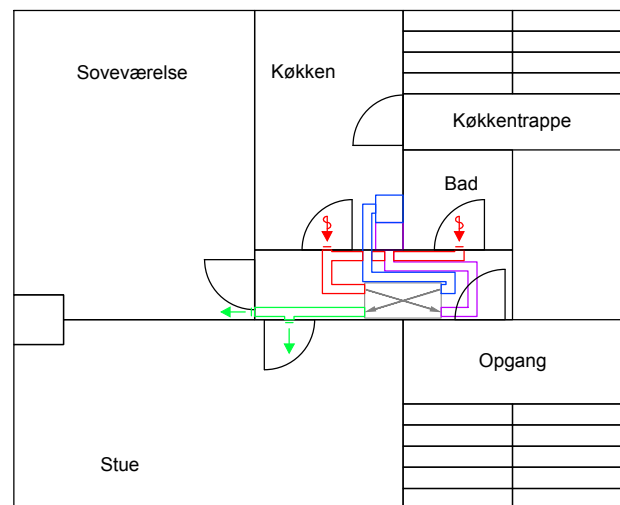 Soveværelse
Køkken
Køkkentrappe
Bad
Opgang
Stue